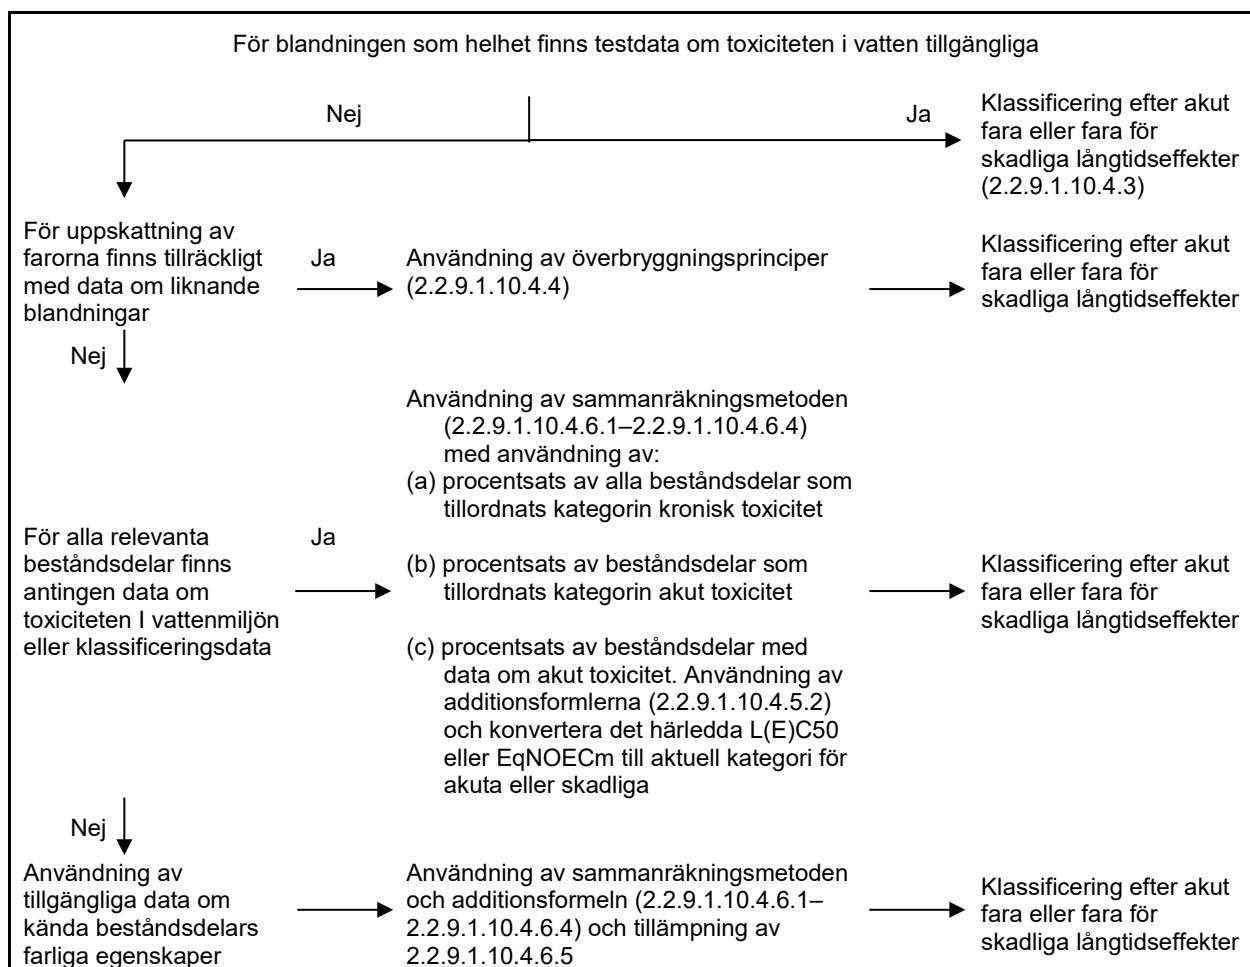 För blandningen som helhet finns testdata om toxiciteten i vatten tillgängliga
Nej
Ja
Klassificering efter akut
fara eller fara för
skadliga långtidseffekter
(2.2.9.1.10.4.3)
För uppskattning av
farorna finns tillräckligt
med data om liknande
blandningar
Ja
Användning av överbryggningsprinciper
(2.2.9.1.10.4.4)
Klassificering efter akut
fara eller fara för
skadliga långtidseffekter
Nej
För alla relevanta
beståndsdelar finns
antingen data om
toxiciteten I vattenmiljön
eller klassificeringsdata
Ja
Användning av sammanräkningsmetoden
(2.2.9.1.10.4.6.1–2.2.9.1.10.4.6.4)
med användning av:
(a) procentsats av alla beståndsdelar som
tillordnats kategorin kronisk toxicitet
(b) procentsats av beståndsdelar som
tillordnats kategorin akut toxicitet
(c) procentsats av beståndsdelar med
data om akut toxicitet. Användning av
additionsformlerna (2.2.9.1.10.4.5.2)
och konvertera det härledda L(E)C50
eller EqNOECm till aktuell kategori för
akuta eller skadliga
Klassificering efter akut
fara eller fara för
skadliga långtidseffekter
Nej
Användning av
tillgängliga data om
kända beståndsdelars
farliga egenskaper
Användning av sammanräkningsmetoden
och additionsformeln (2.2.9.1.10.4.6.1–
2.2.9.1.10.4.6.4) och tillämpning av
2.2.9.1.10.4.6.5
Klassificering efter akut
fara eller fara för
skadliga långtidseffekter